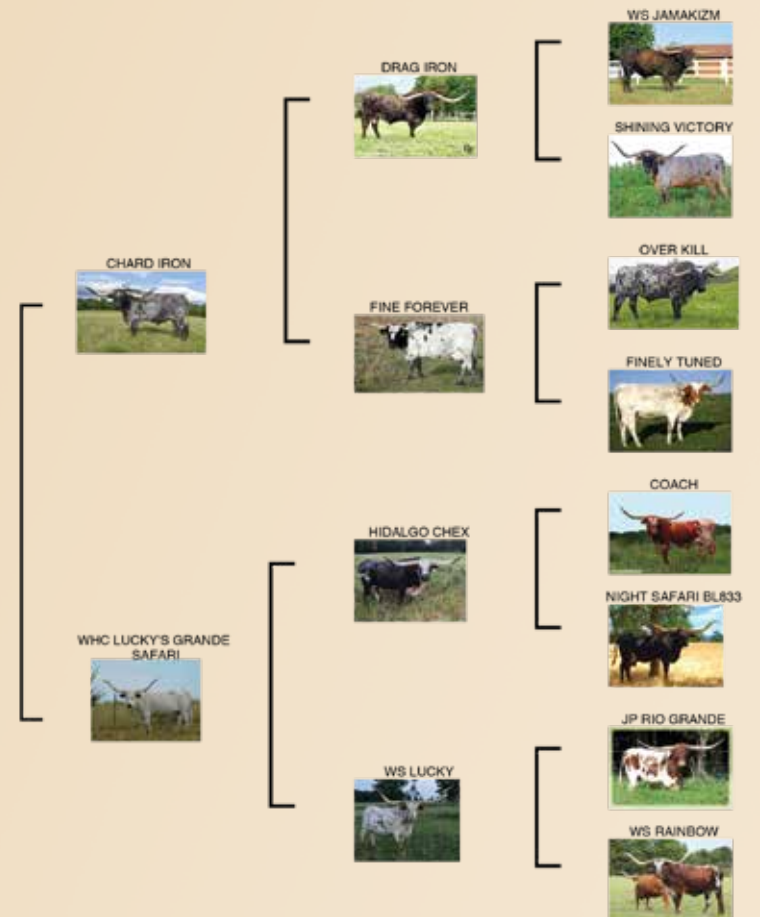 WS JAMAKIZM
DRAG IRON
SHINING VICTORY
CHARD IRON
OVER KILL
FINE FOREVER
FINELY TUNED
COACH
HIDALGO CHEX
NIGHT SAFARI BL833
WHC LUCKY'S GRANDE
SAFARI
JP RIO GRANDE
WS LUCKY
WS RAINBOW